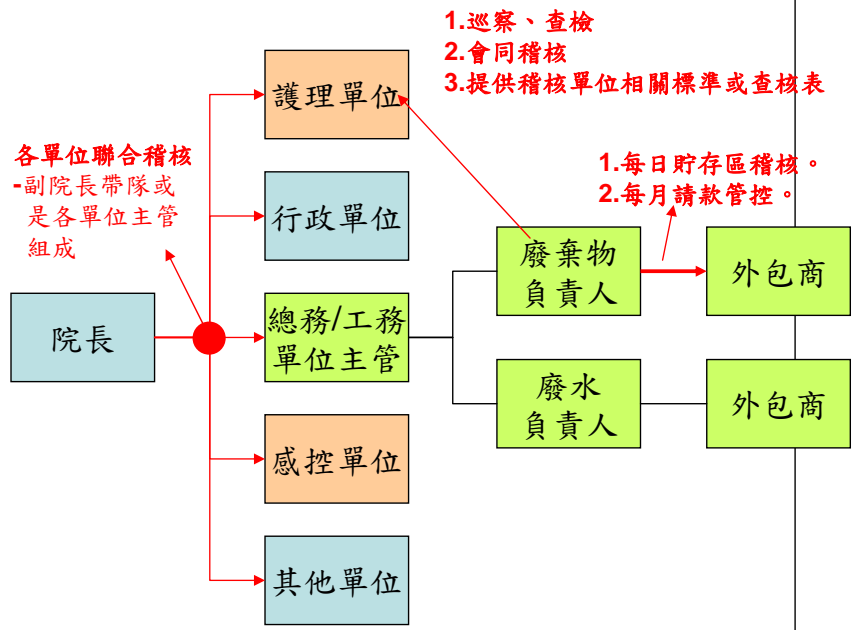 1.巡察、查檢
2.會同稽核
3.提供稽核單位相關標準或查核表
護理單位
各單位聯合稽核
-副院長帶隊或
是各單位主管
組成
1.每日貯存區稽核。
2.每月請款管控。
行政單位
廢棄物
負責人
外包商
院長
總務/工務
單位主管
廢水
負責人
外包商
感控單位
其他單位